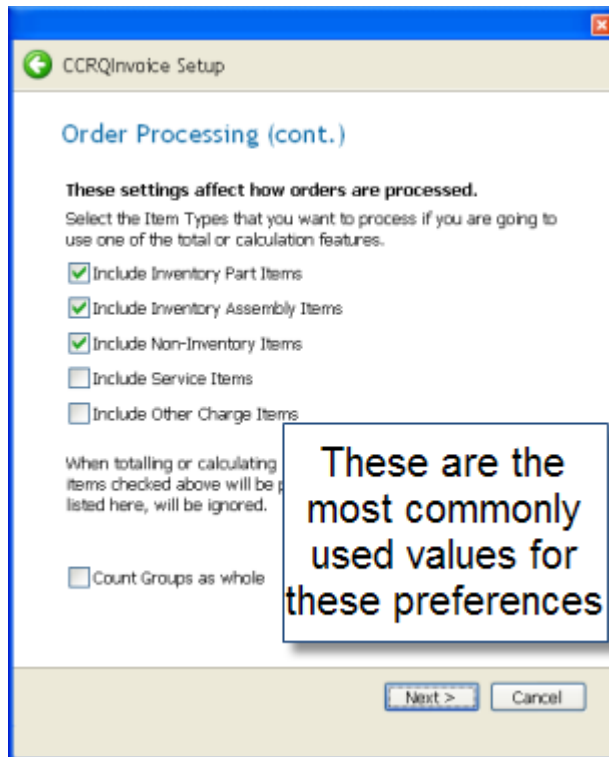 CCRQInvoice Setup
Order Processing (cont.)
These settings affect how orders are processed.
Select the Item Types that you want to process if you are going to
use one of the total or calculation features.
Include Inventory Part Items
Include Inventory Assembly Items
Include Non-Inventory Items
Include Service Items
Include Other Charge Items
When totalling or calculating
items checked above will be
listed here, will be ignored.
These are the
most commonly
used values for
these preferences
Count Groups as whole
Next >
Cancel